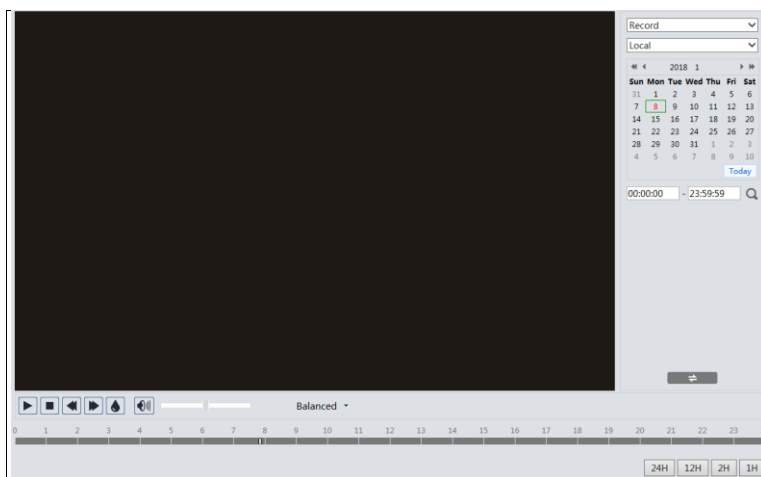 Record
Local
2018 1
Sun Mon Tue Wed Thu Fri Sat
31 1 2 3 4 5 6
7 8 9 10 11 12 13
14 15 16 17 18 19 20
21 22 23 24 25 26 27
28 29 30 31 1 2 3
4 5 6 7 8 9 10
Today
00:00:00 - 23:59:59
Balanced
0 1 2 3 4 5 6 7 8 9 10 11 12 13 14 15 16 17 18 19 20 21 22 23
24H 12H 2H 1H